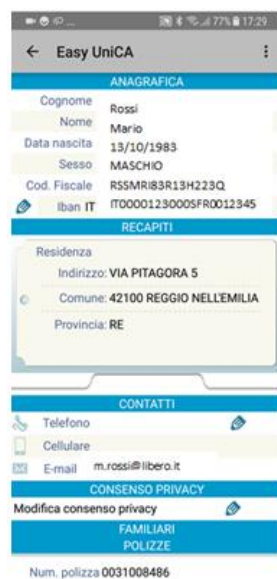 77% 17:29
Easy UniCA
ANAGRAFICA
Cognome Rossi
Nome Mario
Data nascita 13/10/1983
Sesso MASCHIO
Cod. Fiscale RSSMRI83R13H223Q
Iban IT IT0000123000SFR0012345
RECAPITI
Residenza
Indirizzo: VIA PITAGORA 5
Comune: 42100 REGGIO NELL'EMILIA
Provincia: RE
CONTATTI
Telefono
Cellulare
E-mail m.rossi@libero.it
CONSENSO PRIVACY
Modifica consenso privacy
FAMILIARI
POLIZZE
Num. polizza 0031008486